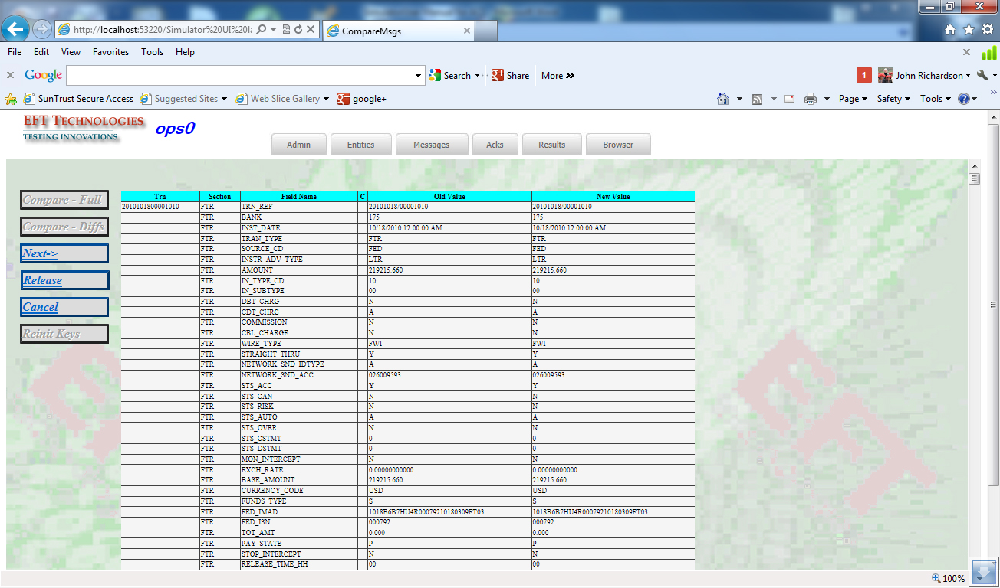 http://localhost:53220/Simulator%20UI%20la
CompareMsgs
File Edit View Favorites Tools Help
Google Search Share More »
1 John Richardson
SunTrust Secure Access Suggested Sites Web Slice Gallery google+
Page Safety Tools
EFT TECHNOLOGIES
TESTING INNOVATIONS
ops0
Admin Entities Messages Acks Results Browser
Compare - Full
Compare - Diffs
Next->
Release
Cancel
Reinit Keys
Trn Section Field Name C Old Value New Value
2010101800001010 FTR TRN_REF 20101018/00001010 20101018/00001010
FTR BANK 175 175
FTR INST_DATE 10/18/2010 12:00:00 AM 10/18/2010 12:00:00 AM
FTR TRAN_TYPE FTR FTR
FTR SOURCE_CD FED FED
FTR INSTR_ADV_TYPE LTR LTR
FTR AMOUNT 219215.660 219215.660
FTR IN_TYPE_CD 10 10
FTR IN_SUBTYPE 00 00
FTR DBT_CHRG N N
FTR CDT_CHRG A A
FTR COMMISSION N N
FTR CBL_CHARGE N N
FTR WIRE_TYPE FWI FWI
FTR STRAIGHT_THRU Y Y
FTR NETWORK_SND_IDTYPE A A
FTR NETWORK_SND_ACC 026009593 026009593
FTR STS_ACC Y Y
FTR STS_CAN N N
FTR STS_RISK N N
FTR STS_AUTO A A
FTR STS_OVER N N
FTR STS_CSTMT 0 0
FTR STS_DSTMT 0 0
FTR MON_INTERCEPT N N
FTR EXCH_RATE 0.00000000000 0.00000000000
FTR BASE_AMOUNT 219215.660 219215.660
FTR CURRENCY_CODE USD USD
FTR FUNDS_TYPE S S
FTR FED_IMAD 1018B6B7HU4R00079210180309FT03 1018B6B7HU4R00079210180309FT03
FTR FED_ISN 000792 000792
FTR TOT_AMT 0.000 0.000
FTR PAY_STATE P P
FTR STOP_INTERCEPT N N
FTR RELEASE_TIME_HH 00 00
EFT
100%